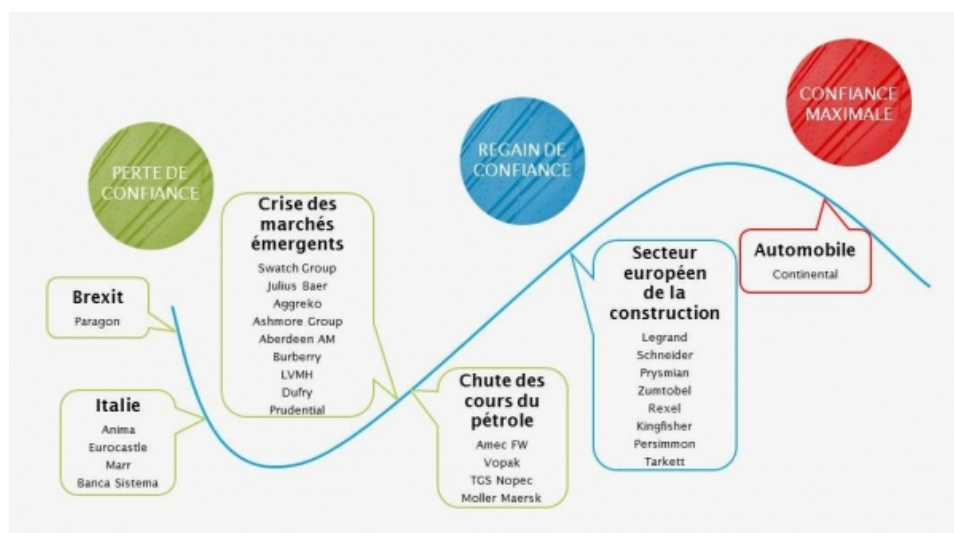 PERTE DE
CONFIANCE
REGAIN DE
CONFIANCE
CONFIANCE
MAXIMALE
Brexit
Paragon
Italie
Anima
Eurocastle
Marr
Banca Sistema
Crise des
marchés
émergents
Swatch Group
Julius Baer
Aggreko
Ashmore Group
Aberdeen AM
Burberry
LVMH
Dufry
Prudential
Chute des
cours du
pétrole
Amec FW
Vopak
TGS Nopec
Moller Maersk
Secteur
européen
de la
construction
Legrand
Schneider
Prysmian
Zumtobel
Rexel
Kingfisher
Persimmon
Tarkett
Automobile
Continental